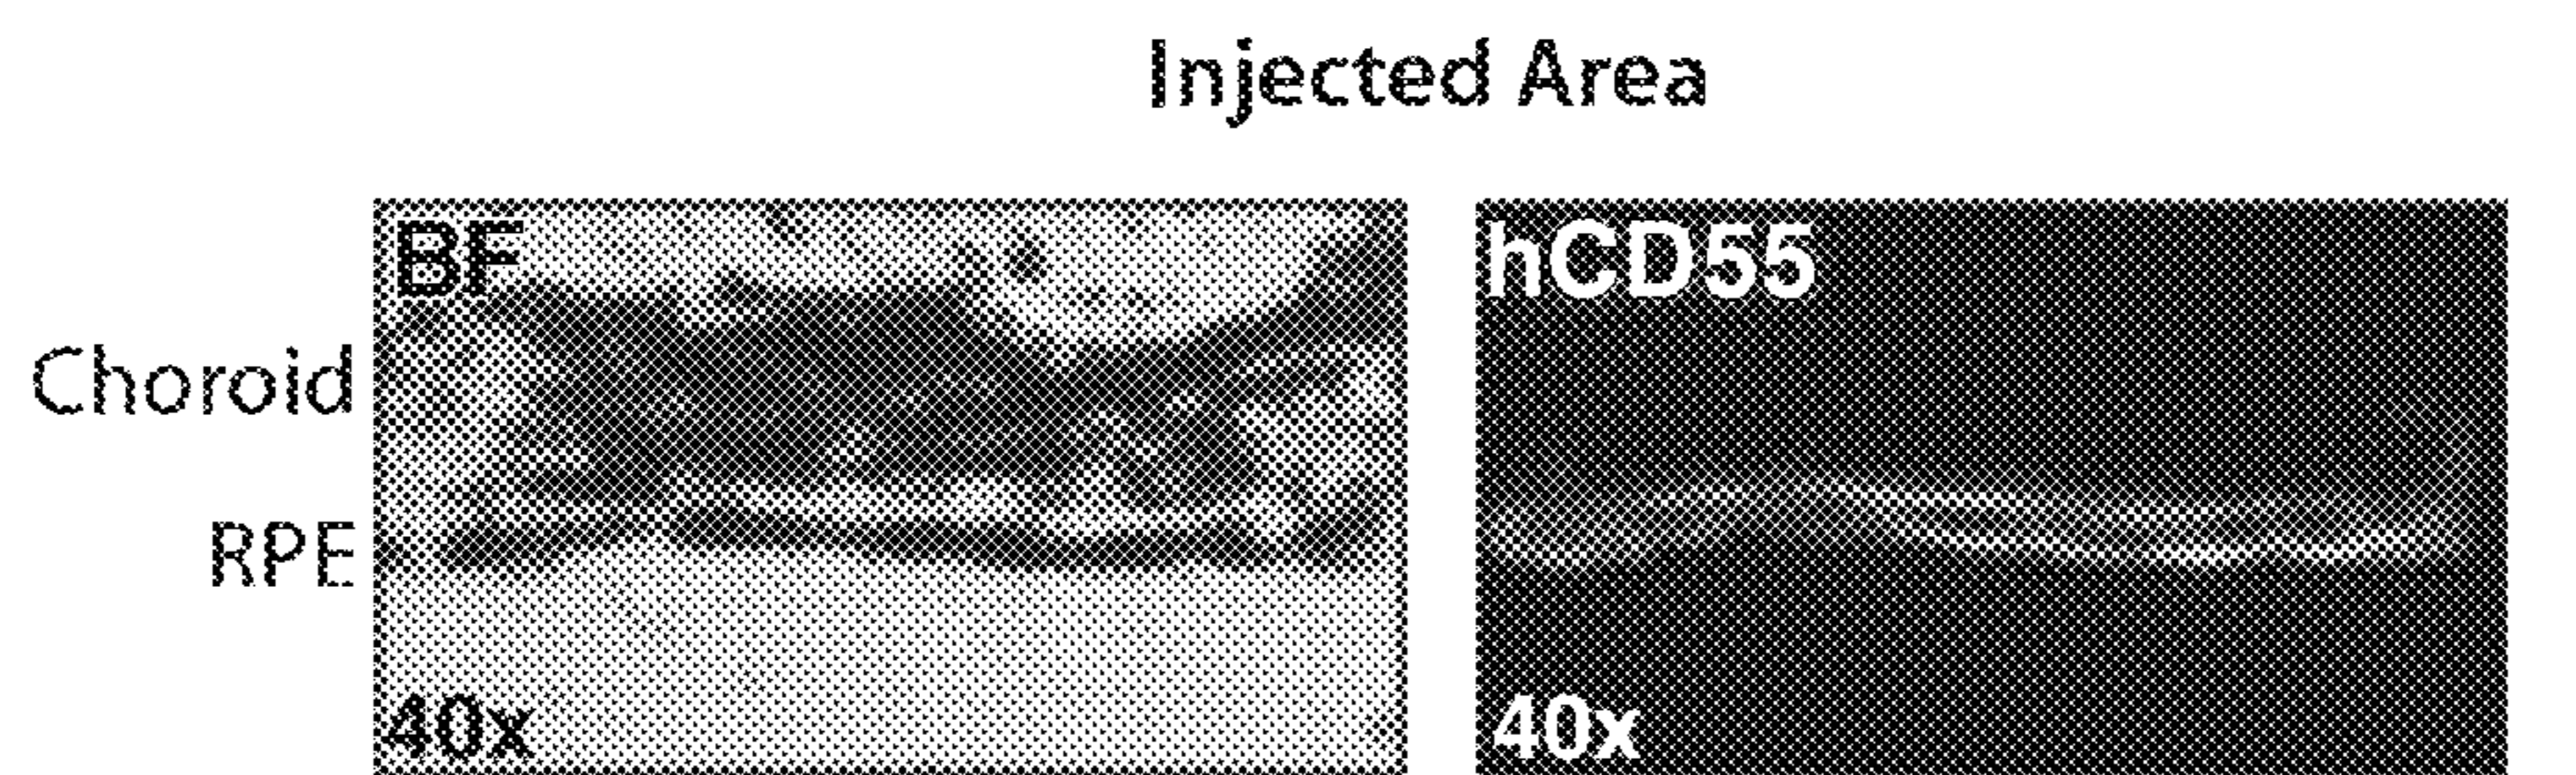 Injected Area
BF
hCD55
Choroid
RPE
40x
40x